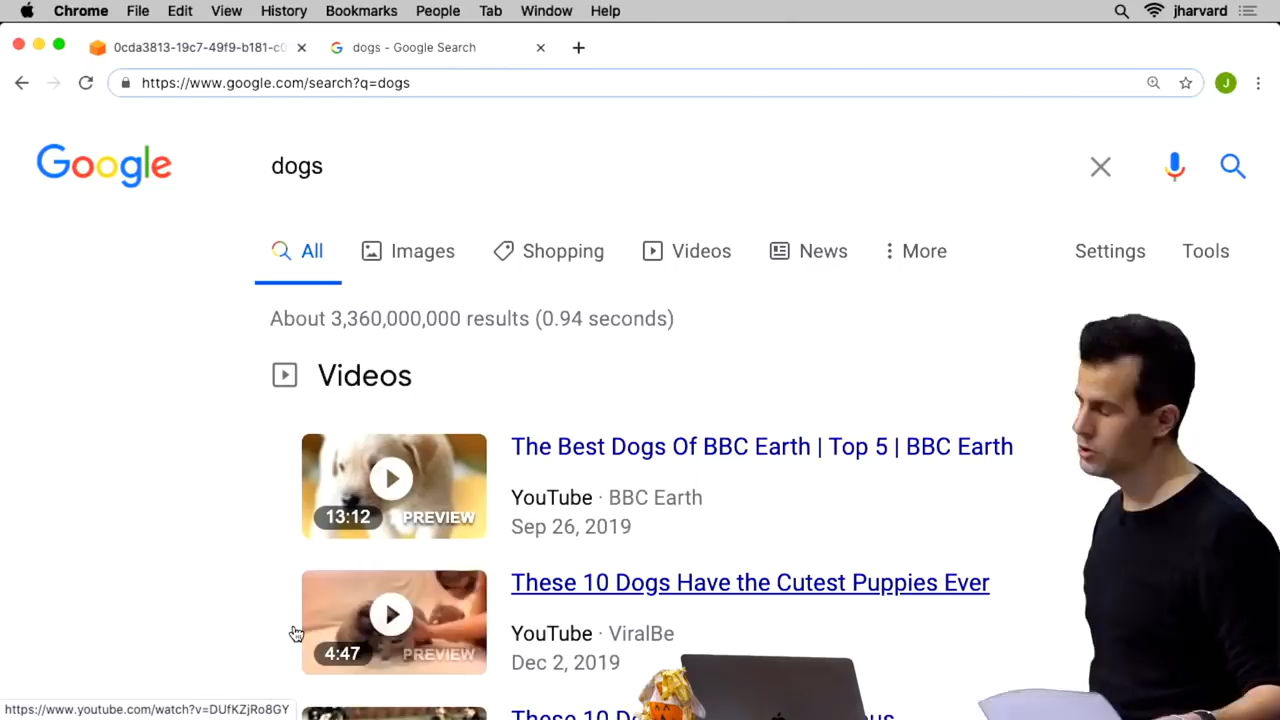 Chrome File Edit View History Bookmarks People Tab Window Help jharvard
0cda3813-19c7-49f9-b181-c0 dogs - Google Search
https://www.google.com/search?q=dogs J
Google dogs
All Images Shopping Videos News More Settings Tools
About 3,360,000,000 results (0.94 seconds)
Videos
The Best Dogs Of BBC Earth | Top 5 | BBC Earth
YouTube · BBC Earth
13:12 PREVIEW
Sep 26, 2019
These 10 Dogs Have the Cutest Puppies Ever
YouTube · ViralBe
4:47 PREVIEW
Dec 2, 2019
https://www.youtube.com/watch?v=DUfKZjRo8GY
These 10